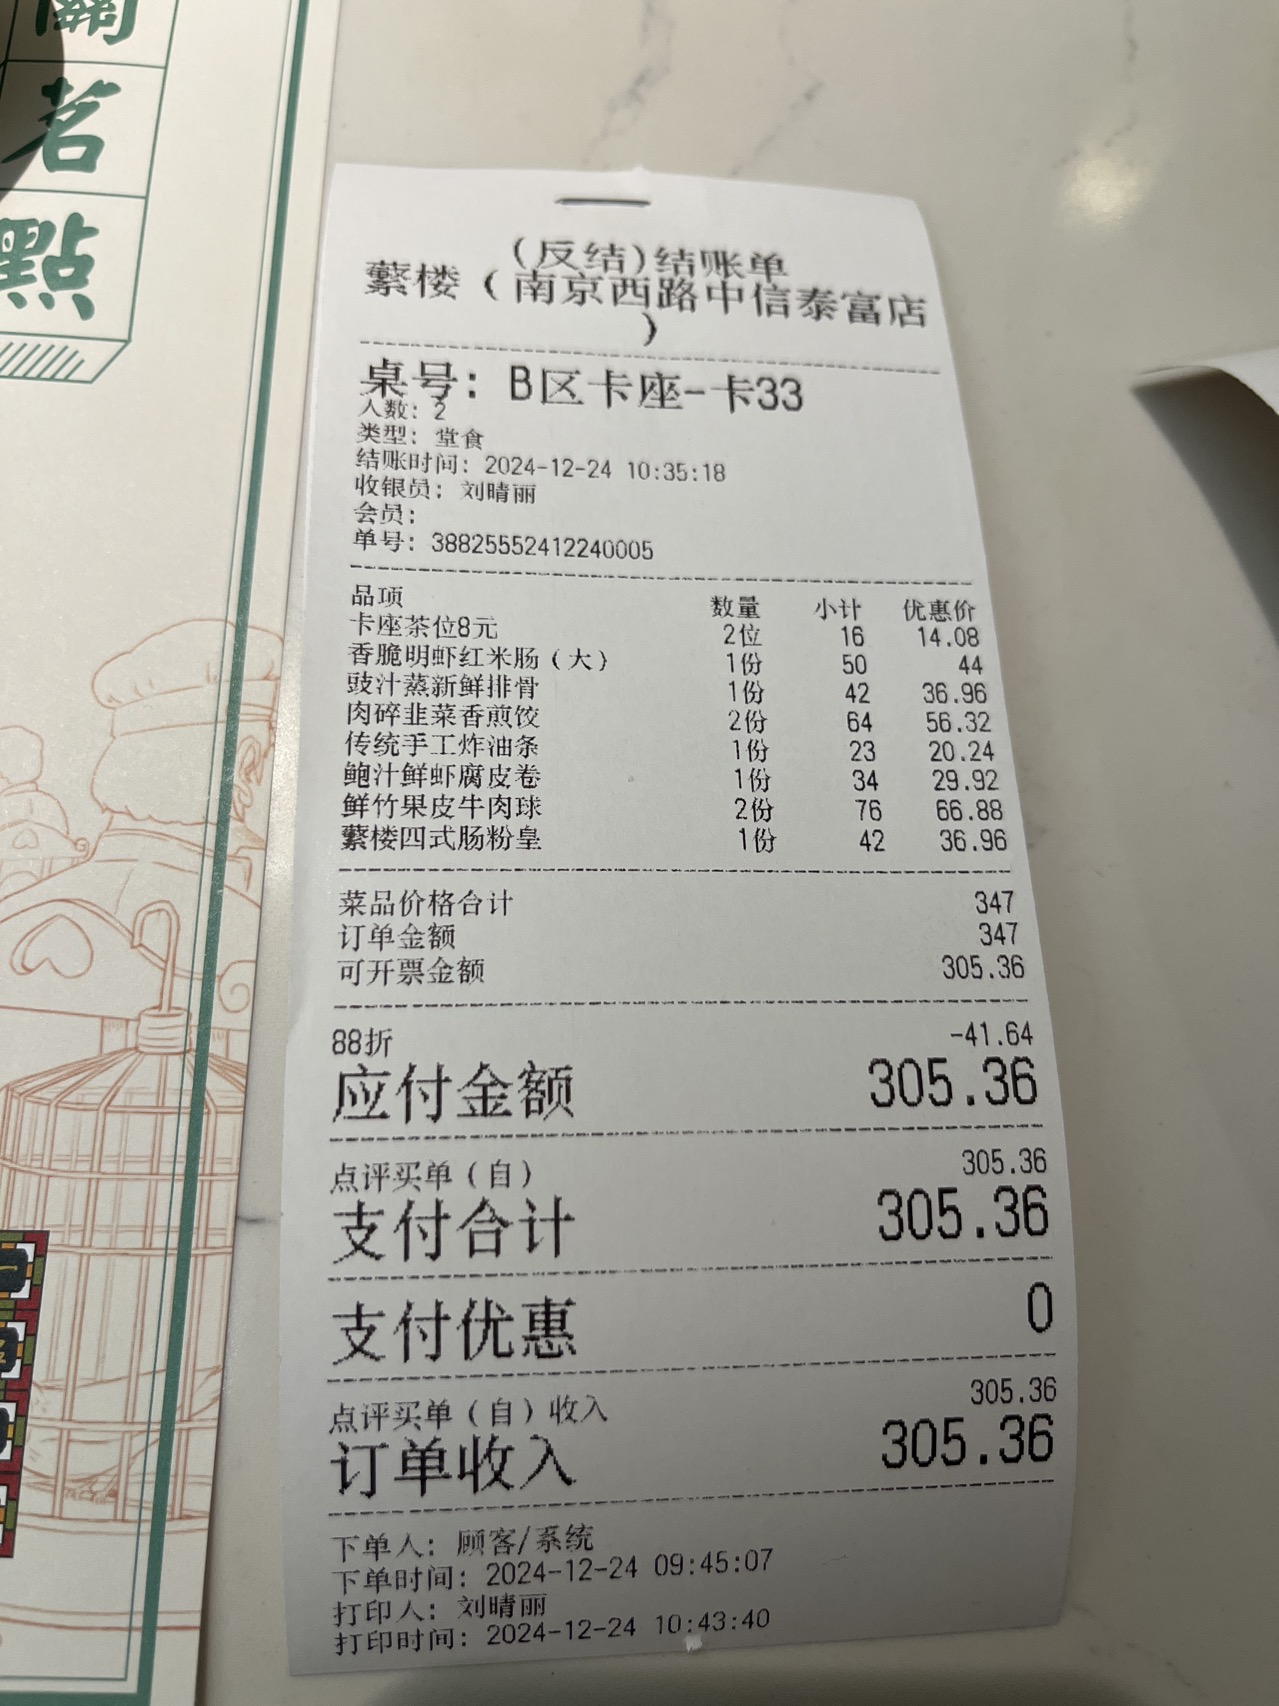 關
茗
點
(反结)结账单
蘩楼(南京西路中信泰富店
)
桌号: B区卡座-卡33
人数: 2
类型: 堂食
结账时间: 2024-12-24 10:35:18
收银员: 刘晴丽
会员:
单号: 38825552412240005
品项 数量 小计 优惠价
卡座茶位8元 2位 16 14.08
香脆明虾红米肠(大) 1份 50 44
豉汁蒸新鲜排骨 1份 42 36.96
肉碎韭菜香煎饺 2份 64 56.32
传统手工炸油条 1份 23 20.24
鲍汁鲜虾腐皮卷 1份 34 29.92
鲜竹果皮牛肉球 2份 76 66.88
蘩楼四式肠粉皇 1份 42 36.96
菜品价格合计 347
订单金额 347
可开票金额 305.36
88折 -41.64
应付金额 305.36
点评买单(自) 305.36
支付合计 305.36
支付优惠 0
点评买单(自)收入 305.36
订单收入 305.36
下单人: 顾客/系统
下单时间: 2024-12-24 09:45:07
打印人: 刘晴丽
打印时间: 2024-12-24 10:43:40